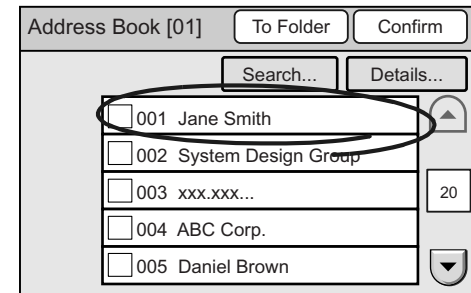 Address Book [01] To Folder Confirm
Search... Details...
001 Jane Smith
002 System Design Group
003 xxx.xxx...
20
004 ABC Corp.
005 Daniel Brown